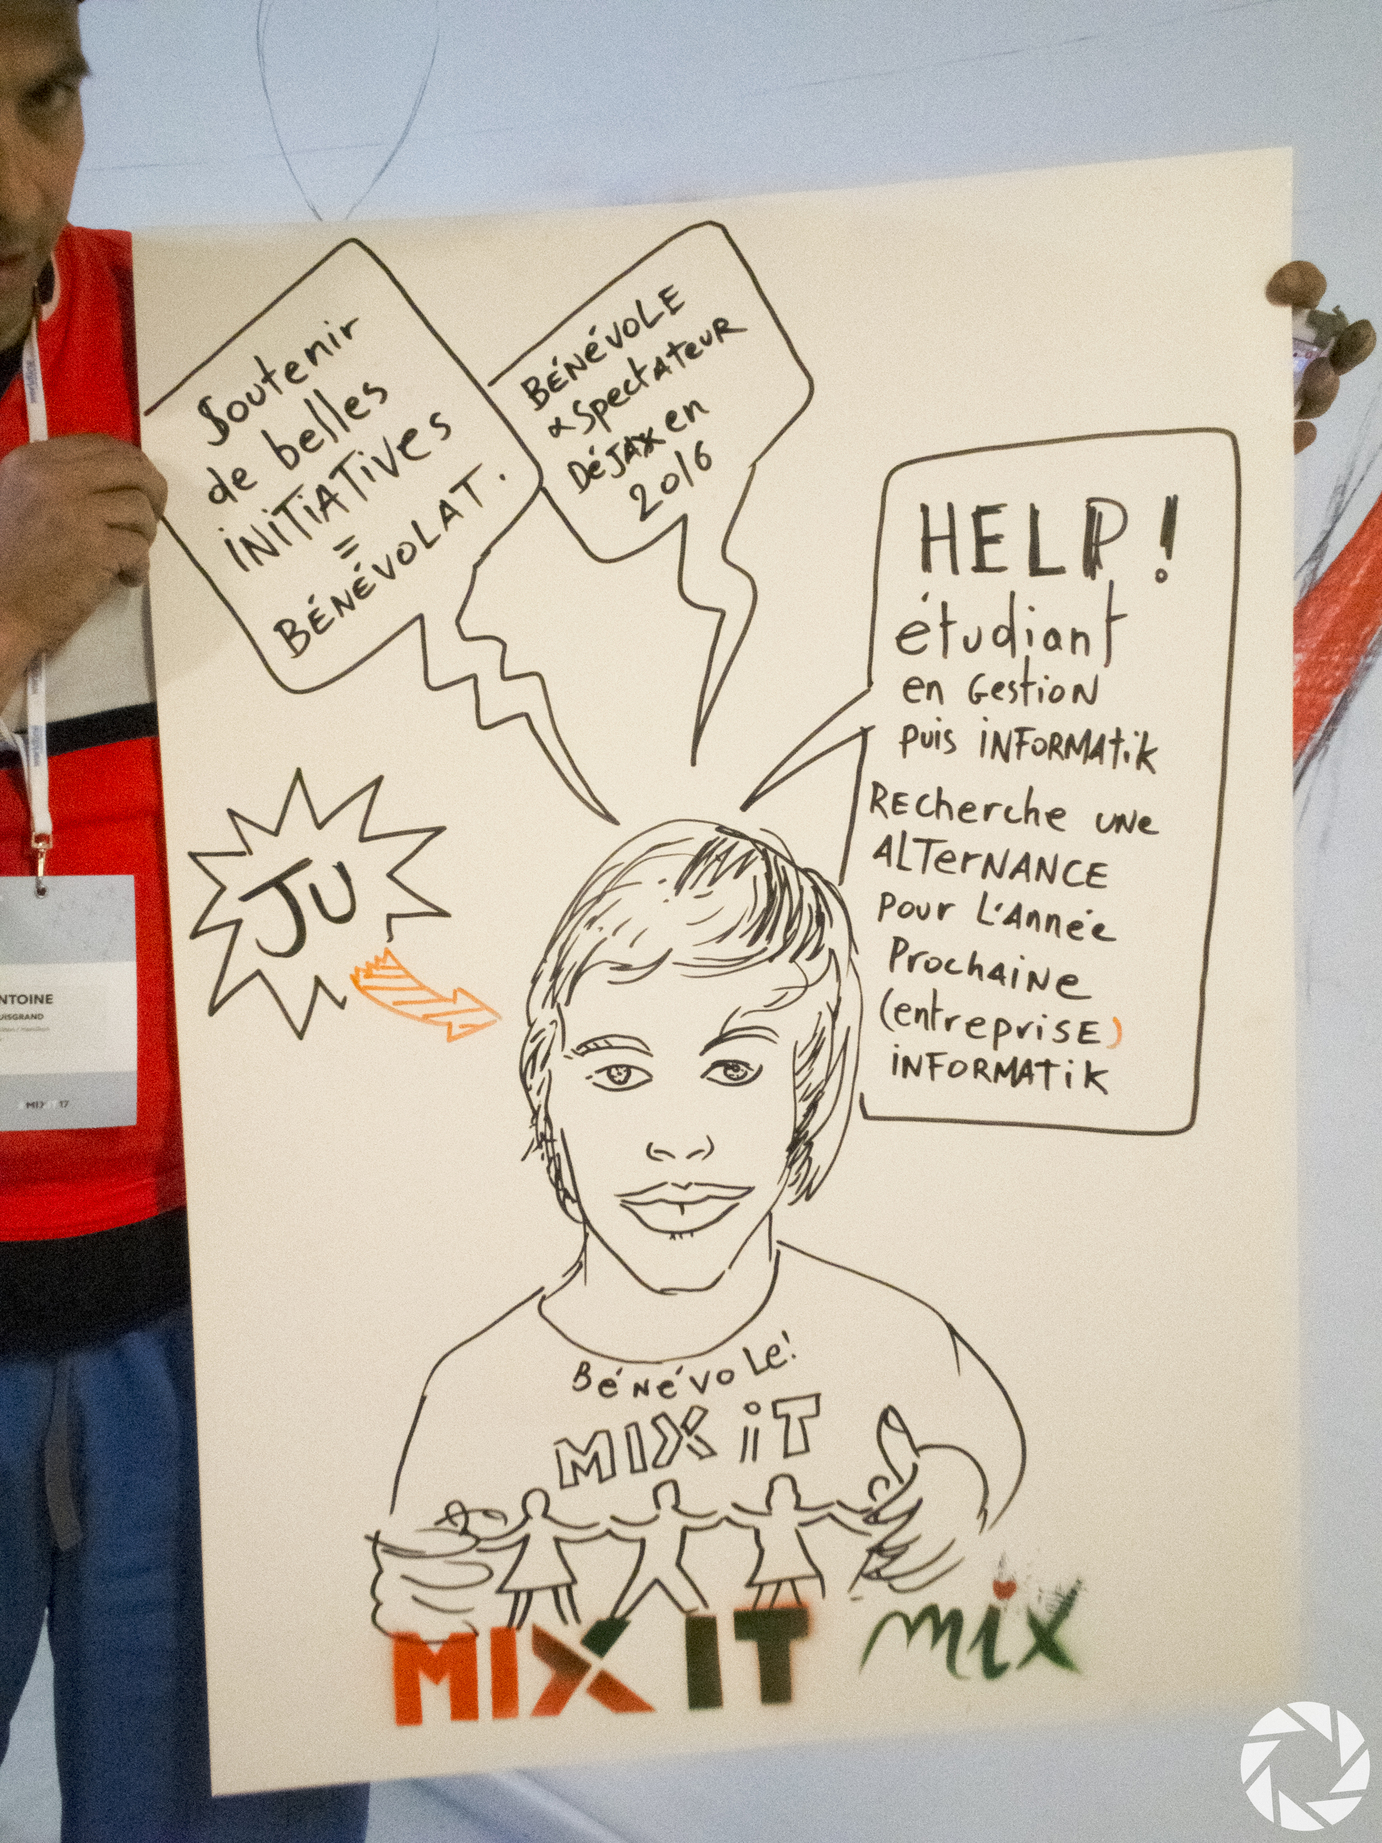 Soutenir
de belles
iNiTiATiVes
=
BÉNÉVOLAT.
BÉNÉVOLE
& SpectAteuR
DéJAX en
2016
HELP !
étudiant
en GestioN
puis iNFORMAtiK
REcherche UNe
ALTerNANCE
pour L'Année
Prochaine
(entrepriSE)
iNFORMATiK
JU
BéNéVoLe!
MIX iT
MIX IT
mix
NTOINE
UISGRAND
MIX 17